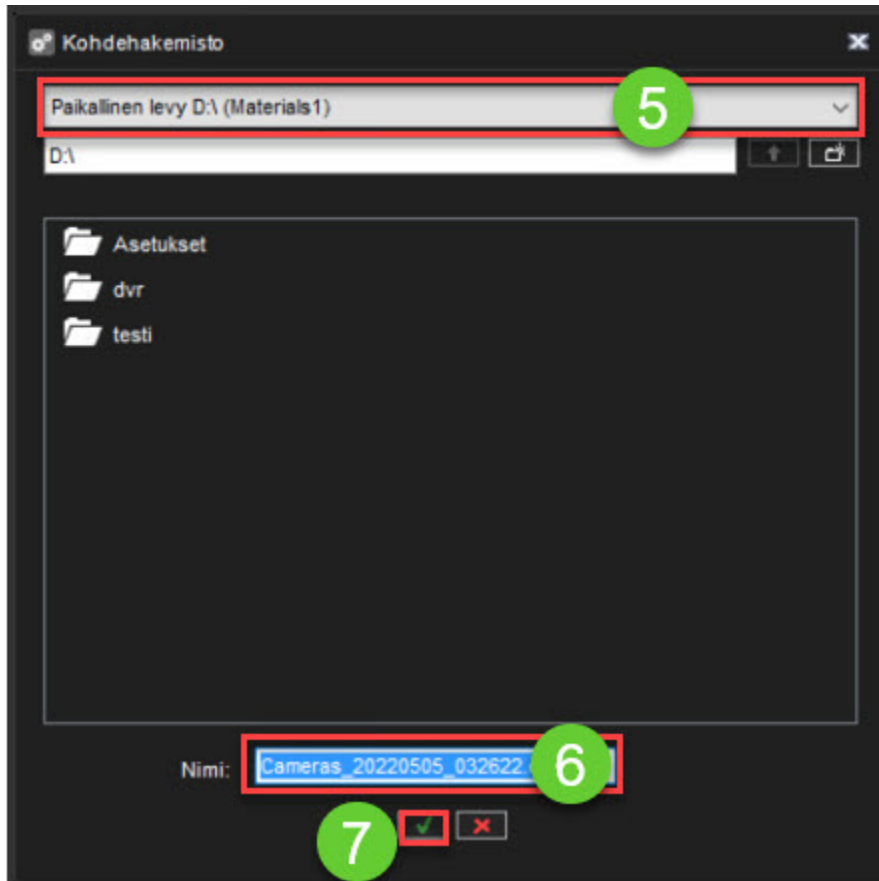 Kohdehakemisto
Paikallinen levy D:\ (Materials1)
5
D:\
Asetukset
dvr
testi
Nimi: Cameras_20220505_032622
6
7